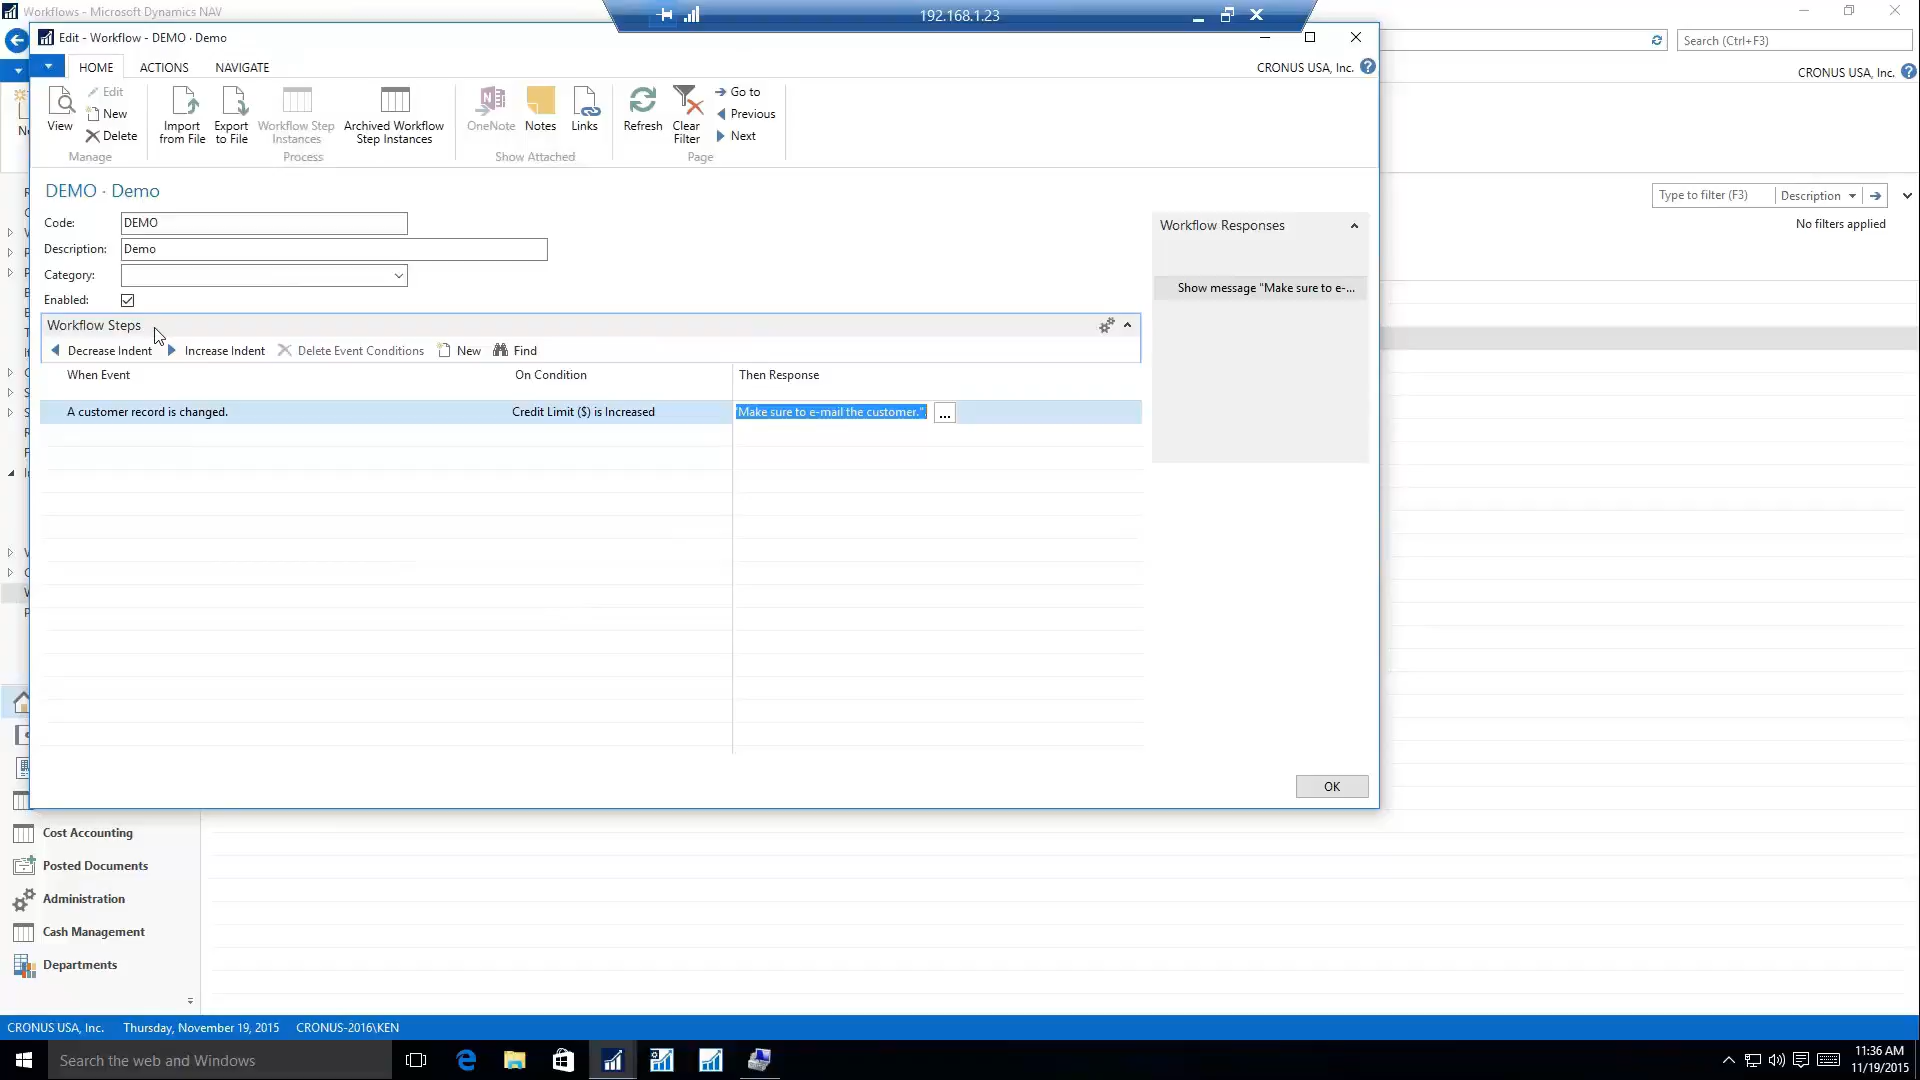 Workflows - Microsoft Dynamics NAV
192.168.1.23
Edit - Workflow - DEMO · Demo
Search (Ctrl+F3)
HOME ACTIONS NAVIGATE
CRONUS USA, Inc.
CRONUS USA, Inc.
View
Edit
New
Delete
Manage
Import from File
Export to File
Workflow Step Instances
Archived Workflow Step Instances
Process
OneNote
Notes
Links
Show Attached
Refresh
Clear Filter
Go to
Previous
Next
Page
DEMO · Demo
Type to filter (F3)
Description
No filters applied
Code: DEMO
Description: Demo
Category:
Enabled:
Workflow Responses
Show message "Make sure to e-...
Workflow Steps
Decrease Indent Increase Indent Delete Event Conditions New Find
When Event On Condition Then Response
A customer record is changed. Credit Limit ($) is Increased "Make sure to e-mail the customer." ...
OK
Cost Accounting
Posted Documents
Administration
Cash Management
Departments
CRONUS USA, Inc. Thursday, November 19, 2015 CRONUS-2016\KEN
Search the web and Windows
11:36 AM
11/19/2015